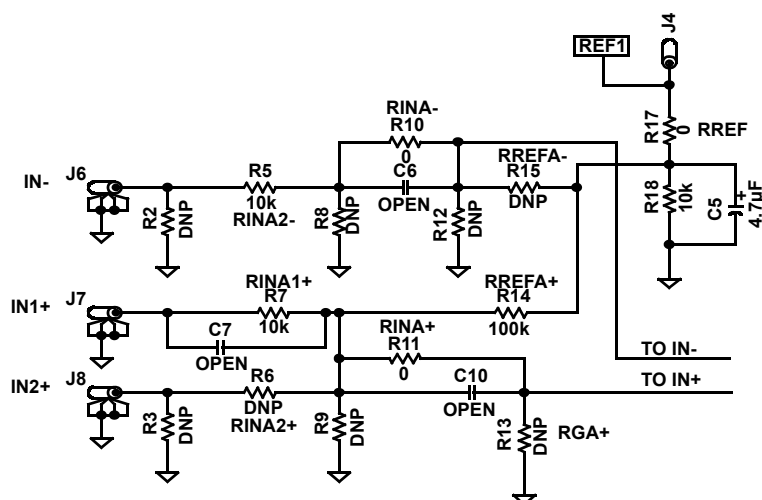 REF1
J4
R17
0
RREF
R18
10k
C5
+
4.7µF
RINA-
R10
0
C6
OPEN
RREFA-
R15
DNP
IN-
J6
R5
10k
RINA2-
R2
DNP
R8
DNP
R12
DNP
IN1+
J7
RINA1+
R7
10k
C7
OPEN
RREFA+
R14
100k
RINA+
R11
0
TO IN-
IN2+
J8
R6
DNP
RINA2+
C10
OPEN
TO IN+
R3
DNP
R9
DNP
R13
DNP
RGA+